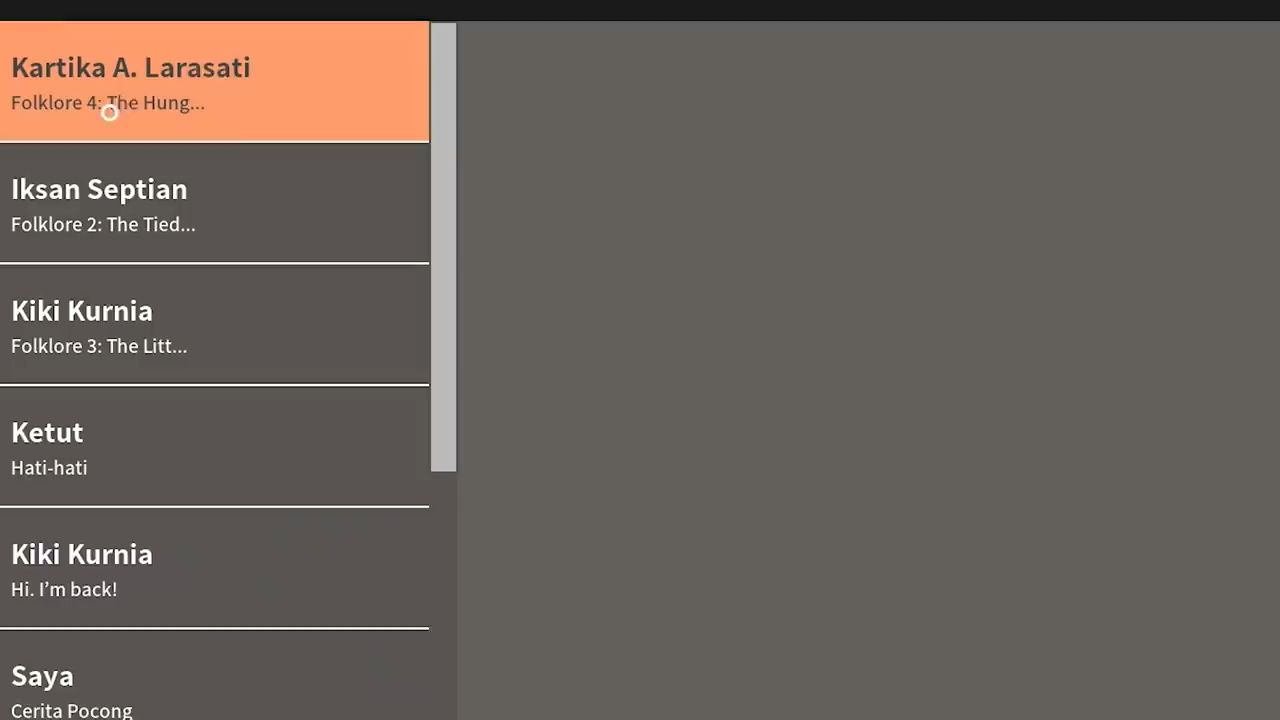 Kartika A. Larasati
Folklore 4: The Hung...
Iksan Septian
Folklore 2: The Tied...
Kiki Kurnia
Folklore 3: The Litt...
Ketut
Hati-hati
Kiki Kurnia
Hi. I’m back!
Saya
Cerita Pocong